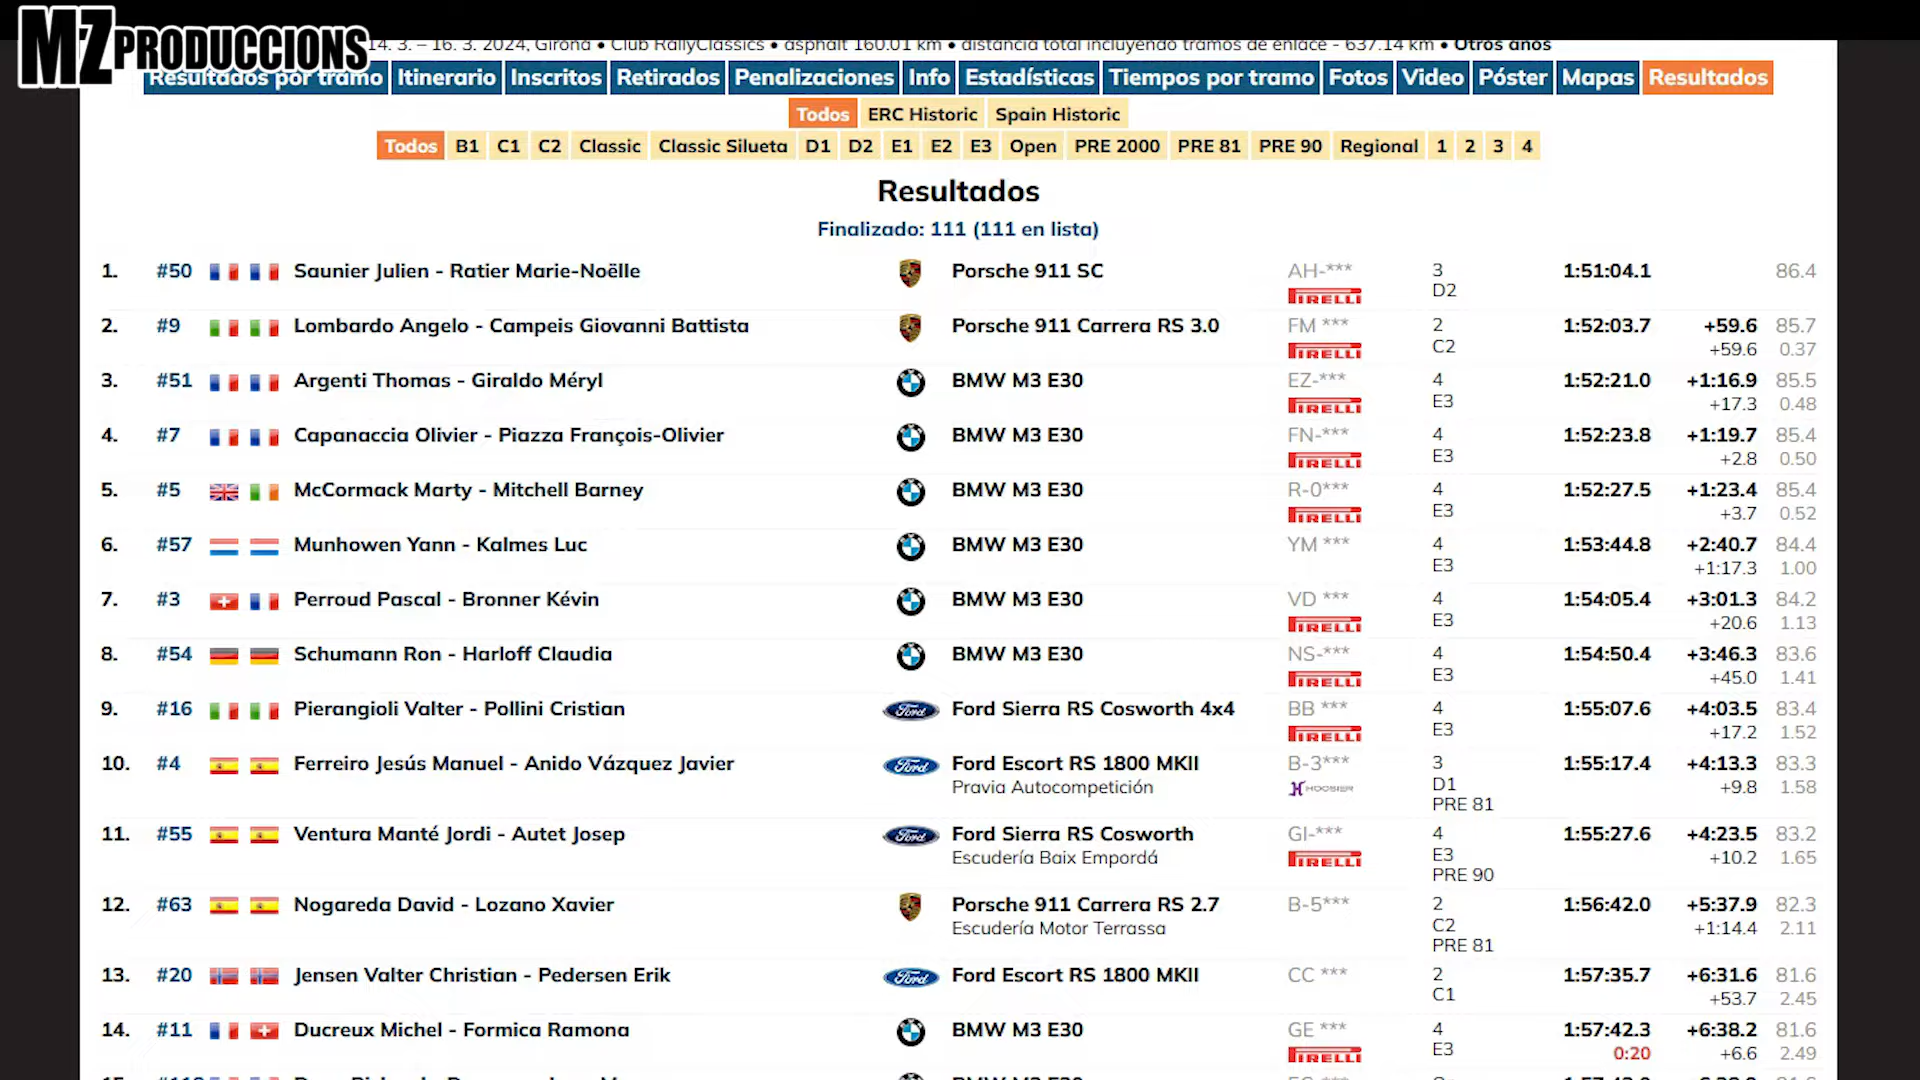 MZ PRODUCCIONS
14. 3. – 16. 3. 2024, Girona • Club RallyClassics • asphalt 160.01 km • distancia total incluyendo tramos de enlace - 637.14 km • Otros años
Resultados por tramo Itinerario Inscritos Retirados Penalizaciones Info Estadísticas Tiempos por tramo Fotos Video Póster Mapas Resultados
Todos ERC Historic Spain Historic
Todos B1 C1 C2 Classic Classic Silueta D1 D2 E1 E2 E3 Open PRE 2000 PRE 81 PRE 90 Regional 1 2 3 4
Resultados
Finalizado: 111 (111 en lista)
1. #50 Saunier Julien - Ratier Marie-Noëlle Porsche 911 SC AH-*** 3 1:51:04.1 86.4
PIRELLI D2
2. #9 Lombardo Angelo - Campeis Giovanni Battista Porsche 911 Carrera RS 3.0 FM *** 2 1:52:03.7 +59.6 85.7
PIRELLI C2 +59.6 0.37
3. #51 Argenti Thomas - Giraldo Méryl BMW M3 E30 EZ-*** 4 1:52:21.0 +1:16.9 85.5
PIRELLI E3 +17.3 0.48
4. #7 Capanaccia Olivier - Piazza François-Olivier BMW M3 E30 FN-*** 4 1:52:23.8 +1:19.7 85.4
PIRELLI E3 +2.8 0.50
5. #5 McCormack Marty - Mitchell Barney BMW M3 E30 R-0*** 4 1:52:27.5 +1:23.4 85.4
PIRELLI E3 +3.7 0.52
6. #57 Munhowen Yann - Kalmes Luc BMW M3 E30 YM *** 4 1:53:44.8 +2:40.7 84.4
E3 +1:17.3 1.00
7. #3 Perroud Pascal - Bronner Kévin BMW M3 E30 VD *** 4 1:54:05.4 +3:01.3 84.2
PIRELLI E3 +20.6 1.13
8. #54 Schumann Ron - Harloff Claudia BMW M3 E30 NS-*** 4 1:54:50.4 +3:46.3 83.6
PIRELLI E3 +45.0 1.41
9. #16 Pierangioli Valter - Pollini Cristian Ford Ford Sierra RS Cosworth 4x4 BB *** 4 1:55:07.6 +4:03.5 83.4
PIRELLI E3 +17.2 1.52
10. #4 Ferreiro Jesús Manuel - Anido Vázquez Javier Ford Ford Escort RS 1800 MKII B-3*** 3 1:55:17.4 +4:13.3 83.3
Pravia Autocompetición HOOSIER D1 +9.8 1.58
PRE 81
11. #55 Ventura Manté Jordi - Autet Josep Ford Ford Sierra RS Cosworth GI-*** 4 1:55:27.6 +4:23.5 83.2
Escudería Baix Empordá PIRELLI E3 +10.2 1.65
PRE 90
12. #63 Nogareda David - Lozano Xavier Porsche 911 Carrera RS 2.7 B-5*** 2 1:56:42.0 +5:37.9 82.3
Escudería Motor Terrassa C2 +1:14.4 2.11
PRE 81
13. #20 Jensen Valter Christian - Pedersen Erik Ford Ford Escort RS 1800 MKII CC *** 2 1:57:35.7 +6:31.6 81.6
C1 +53.7 2.45
14. #11 Ducreux Michel - Formica Ramona BMW M3 E30 GE *** 4 1:57:42.3 +6:38.2 81.6
PIRELLI E3 0:20 +6.6 2.49